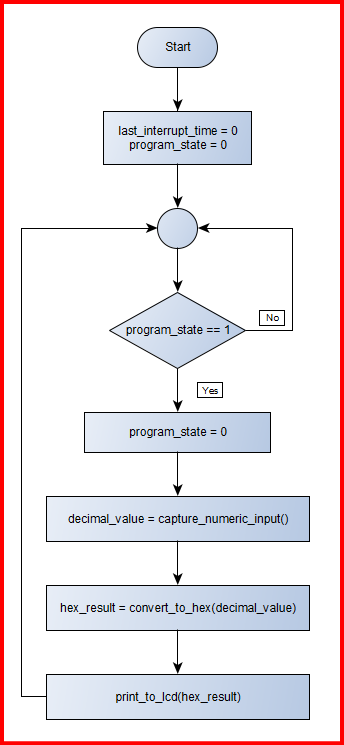 Start
last_interrupt_time = 0
program_state = 0
program_state == 1
No
Yes
program_state = 0
decimal_value = capture_numeric_input()
hex_result = convert_to_hex(decimal_value)
print_to_lcd(hex_result)